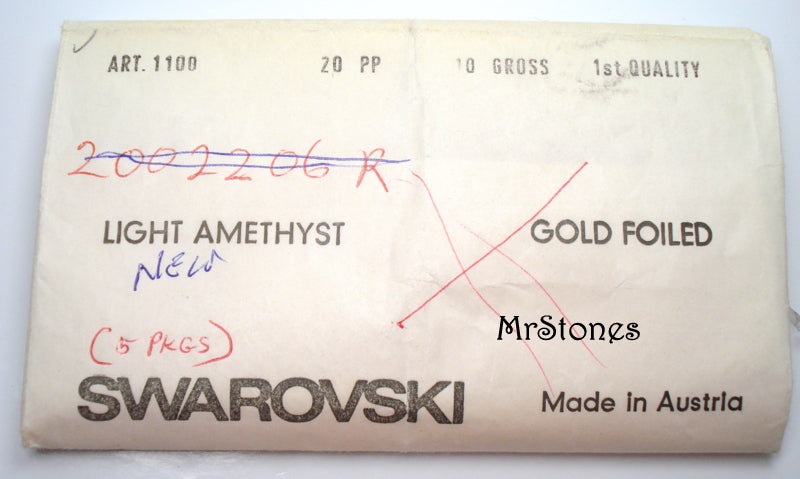 ART. 1100 20 PP 10 GROSS 1st QUALITY
2002206 R
LIGHT AMETHYST GOLD FOILED
NEW
MrStones
(5 PKGS)
SWAROVSKI Made in Austria